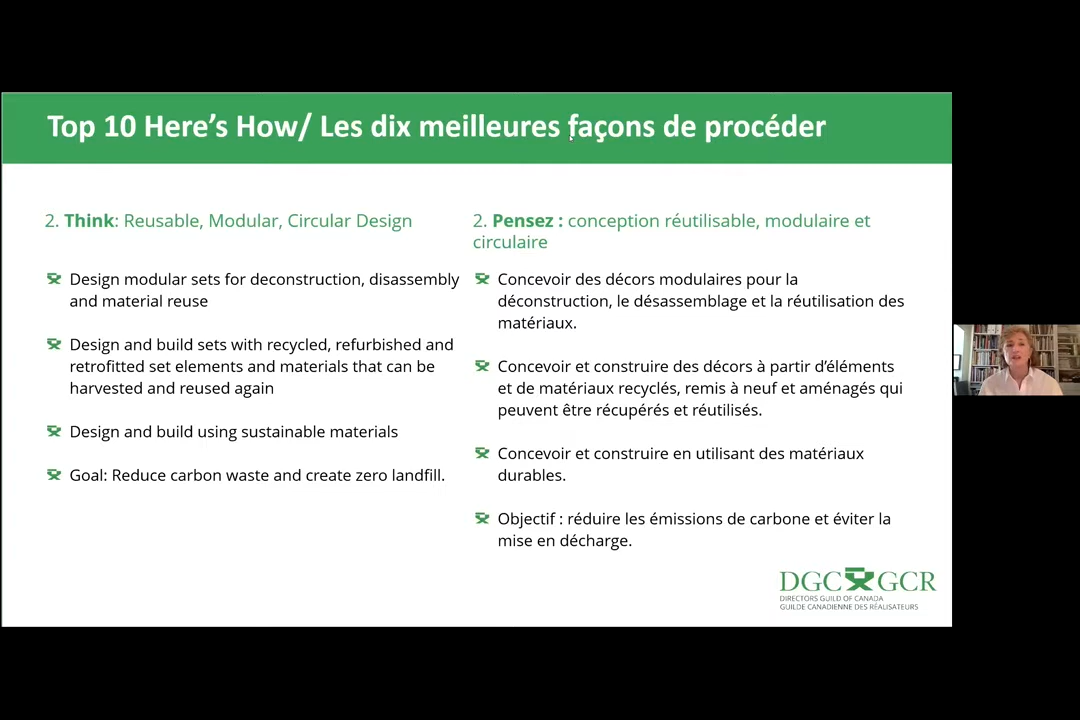 Top 10 Here's How/ Les dix meilleures façons de procéder
2. Think: Reusable, Modular, Circular Design
Design modular sets for deconstruction, disassembly
and material reuse
Design and build sets with recycled, refurbished and
retrofitted set elements and materials that can be
harvested and reused again
Design and build using sustainable materials
Goal: Reduce carbon waste and create zero landfill.
2. Pensez : conception réutilisable, modulaire et
circulaire
Concevoir des décors modulaires pour la
déconstruction, le désassemblage et la réutilisation des
matériaux.
Concevoir et construire des décors à partir d’éléments
et de matériaux recyclés, remis à neuf et aménagés qui
peuvent être récupérés et réutilisés.
Concevoir et construire en utilisant des matériaux
durables.
Objectif : réduire les émissions de carbone et éviter la
mise en décharge.
DGC GCR
DIRECTORS GUILD OF CANADA
GUILDE CANADIENNE DES RÉALISATEURS